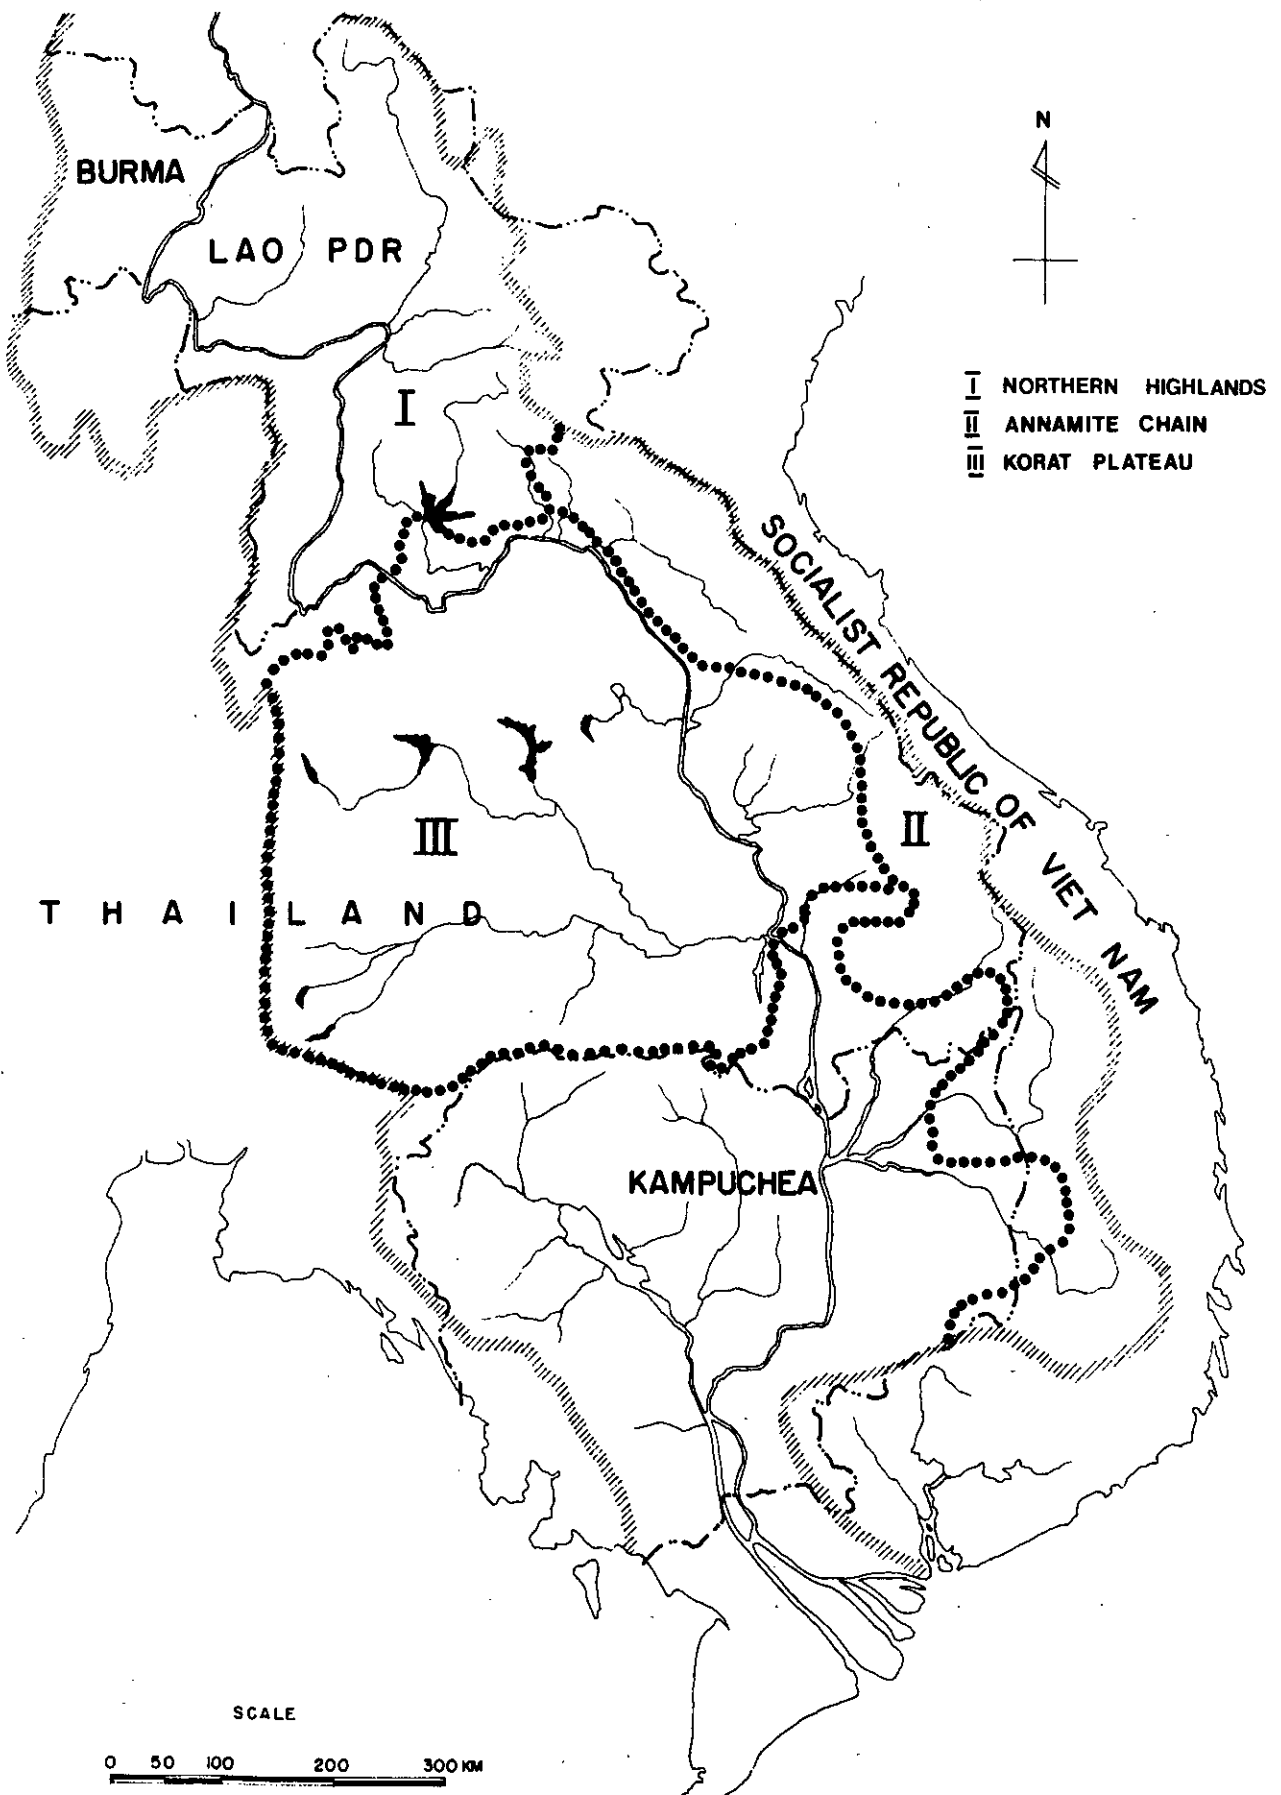 N
BURMA
LAO PDR
I
I NORTHERN HIGHLANDS
II ANNAMITE CHAIN
III KORAT PLATEAU
SOCIALIST REPUBLIC OF VIET NAM
II
III
THAILAND
KAMPUCHEA
SCALE
0 50 100 200 300 KM